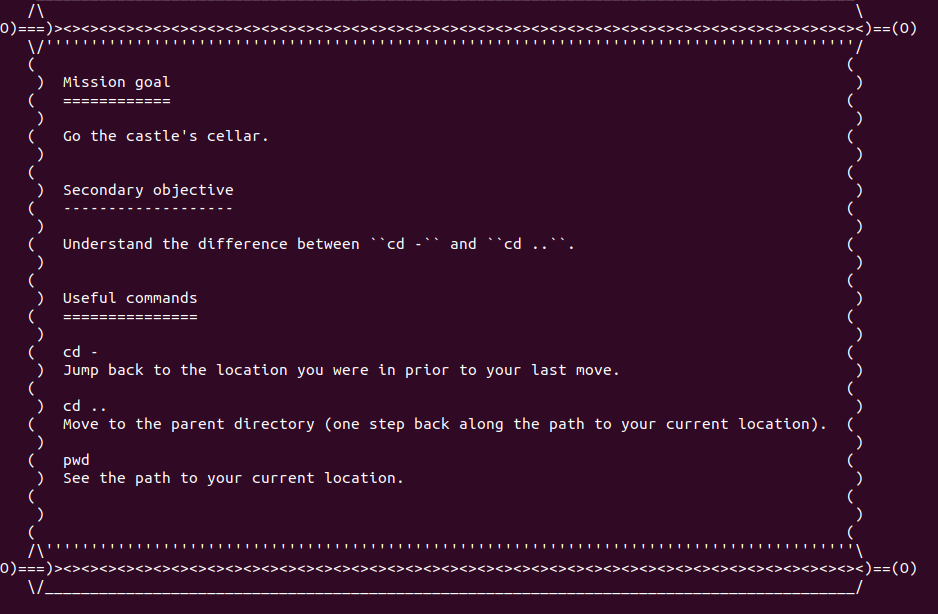 Mission goal
============
Go the castle's cellar.
Secondary objective
-------------------
Understand the difference between ``cd -`` and ``cd ..``.
Useful commands
===============
cd -
Jump back to the location you were in prior to your last move.
cd ..
Move to the parent directory (one step back along the path to your current location).
pwd
See the path to your current location.